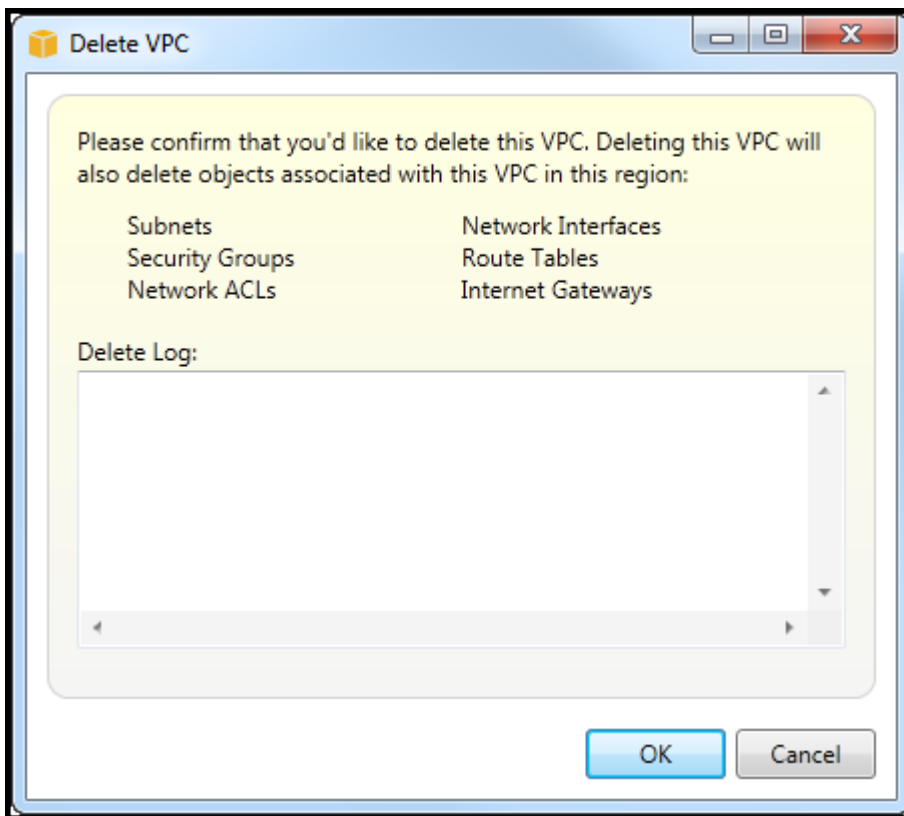 Delete VPC
Please confirm that you'd like to delete this VPC. Deleting this VPC will
also delete objects associated with this VPC in this region:
Subnets Network Interfaces
Security Groups Route Tables
Network ACLs Internet Gateways
Delete Log:
OK Cancel